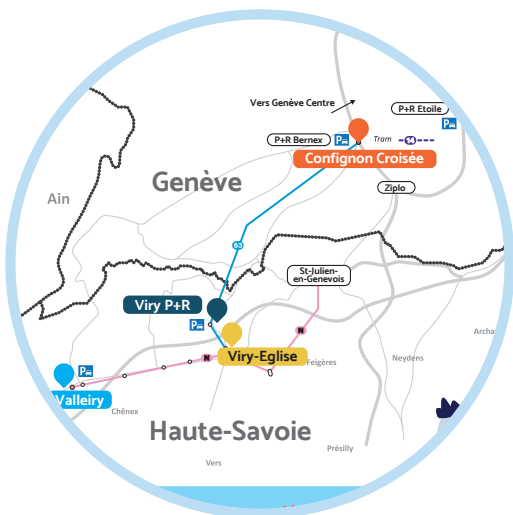 Vers Genève Centre
P+R Etoile
P
P+R Bernex
P
Tram
14
Confignon Croisée
Genève
Ain
Ziplo
63
St-Julien-
en-Genevois
Viry P+R
P
N
Viry-Eglise
Archa
Feigères
Neydens
N
P
Valleiry
Chênex
Haute-Savoie
Présilly
Vers